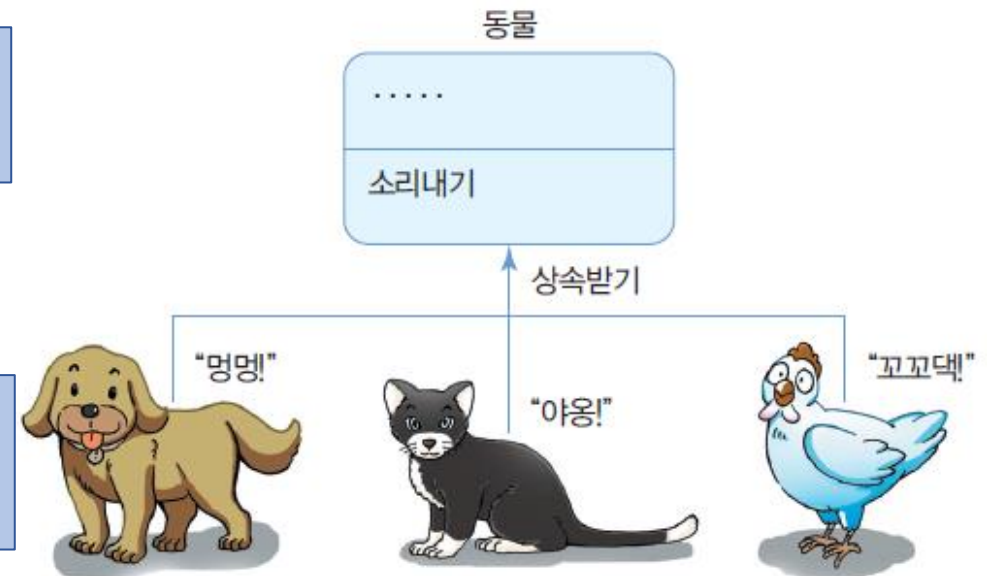 동물
.....
소리내기
상속받기
“멍멍!”
“야옹!”
“꼬꼬댁!”